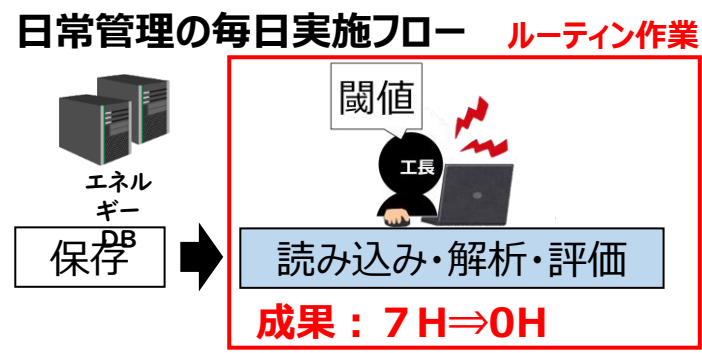 日常管理の毎日実施フロー
ルーティン作業
閾値
工長
エネル
ギー
DB
保存
読み込み・解析・評価
成果：７H⇒0H